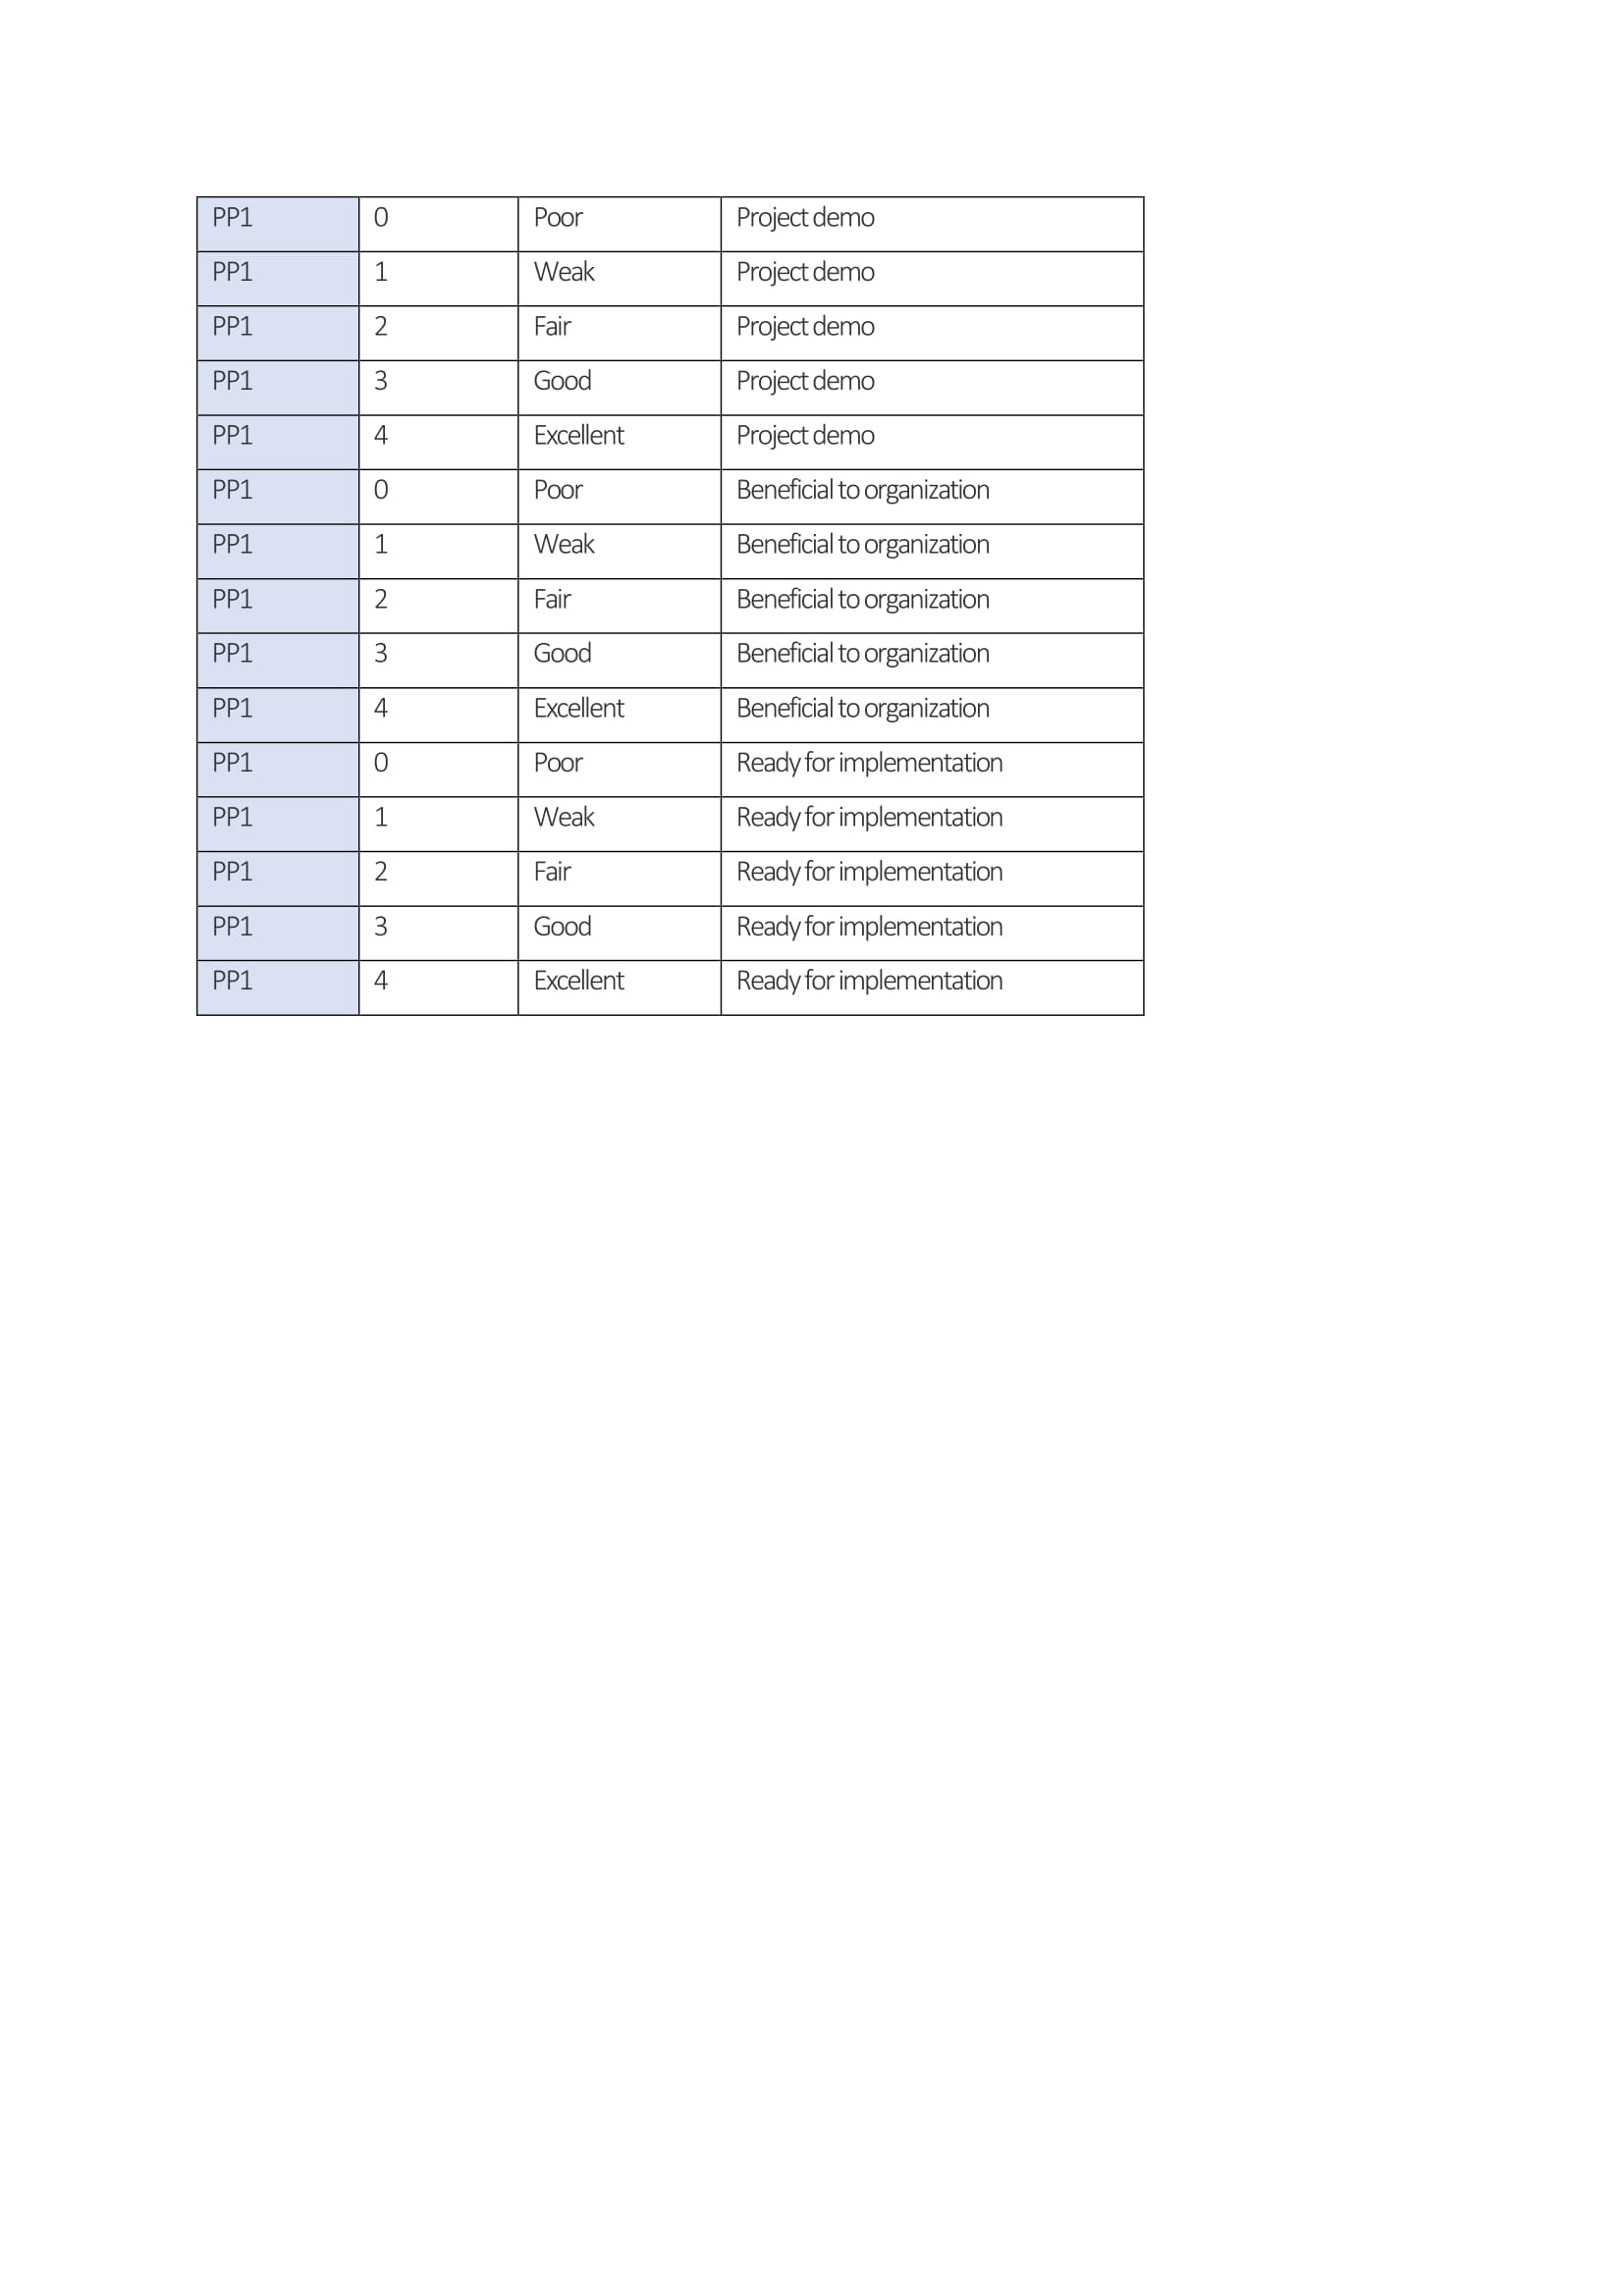 PP1 0 Poor Project demo
PP1 1 Weak Project demo
PP1 2 Fair Project demo
PP1 3 Good Project demo
PP1 4 Excellent Project demo
PP1 0 Poor Beneficial to organization
PP1 1 Weak Beneficial to organization
PP1 2 Fair Beneficial to organization
PP1 3 Good Beneficial to organization
PP1 4 Excellent Beneficial to organization
PP1 0 Poor Ready for implementation
PP1 1 Weak Ready for implementation
PP1 2 Fair Ready for implementation
PP1 3 Good Ready for implementation
PP1 4 Excellent Ready for implementation